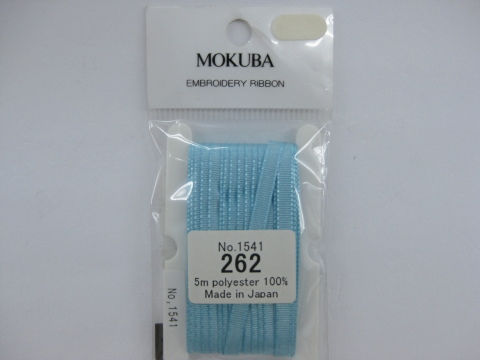 MOKUBA
EMBROIDERY RIBBON
No.1541
262
5m polyester 100%
Made in Japan
No,1541